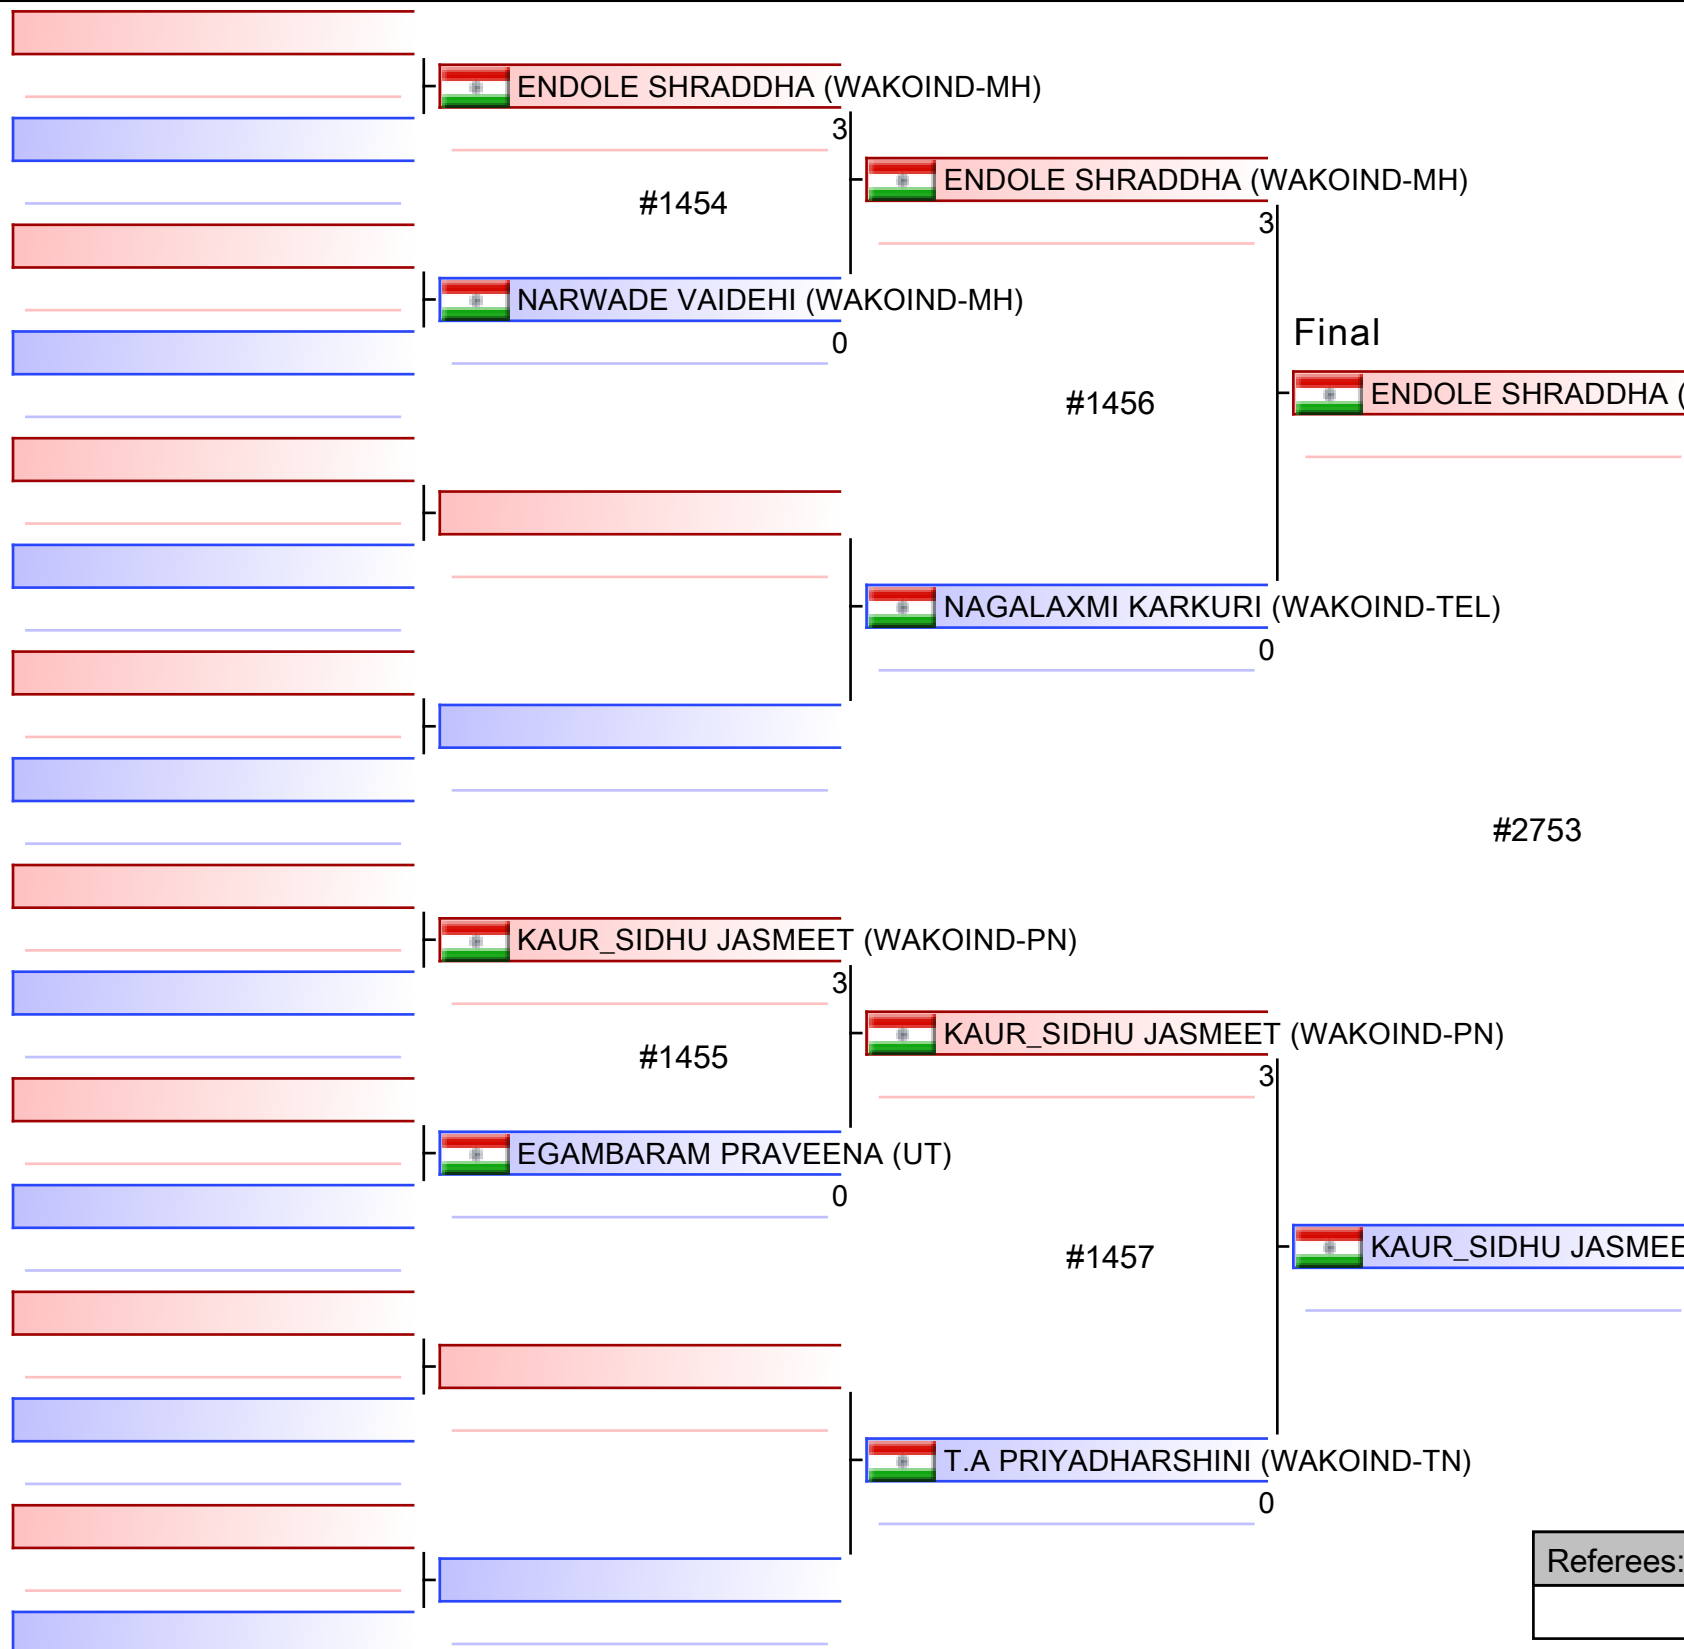 ENDOLE SHRADDHA (WAKOIND-MH)
3
ENDOLE SHRADDHA (WAKOIND-MH)
#1454
3
NARWADE VAIDEHI (WAKOIND-MH)
0
Final
ENDOLE SHRADDHA (
#1456
NAGALAXMI KARKURI (WAKOIND-TEL)
0
#2753
KAUR_SIDHU JASMEET (WAKOIND-PN)
3
KAUR_SIDHU JASMEET (WAKOIND-PN)
#1455
3
EGAMBARAM PRAVEENA (UT)
0
KAUR_SIDHU JASMEE
#1457
T.A PRIYADHARSHINI (WAKOIND-TN)
0
Referees: